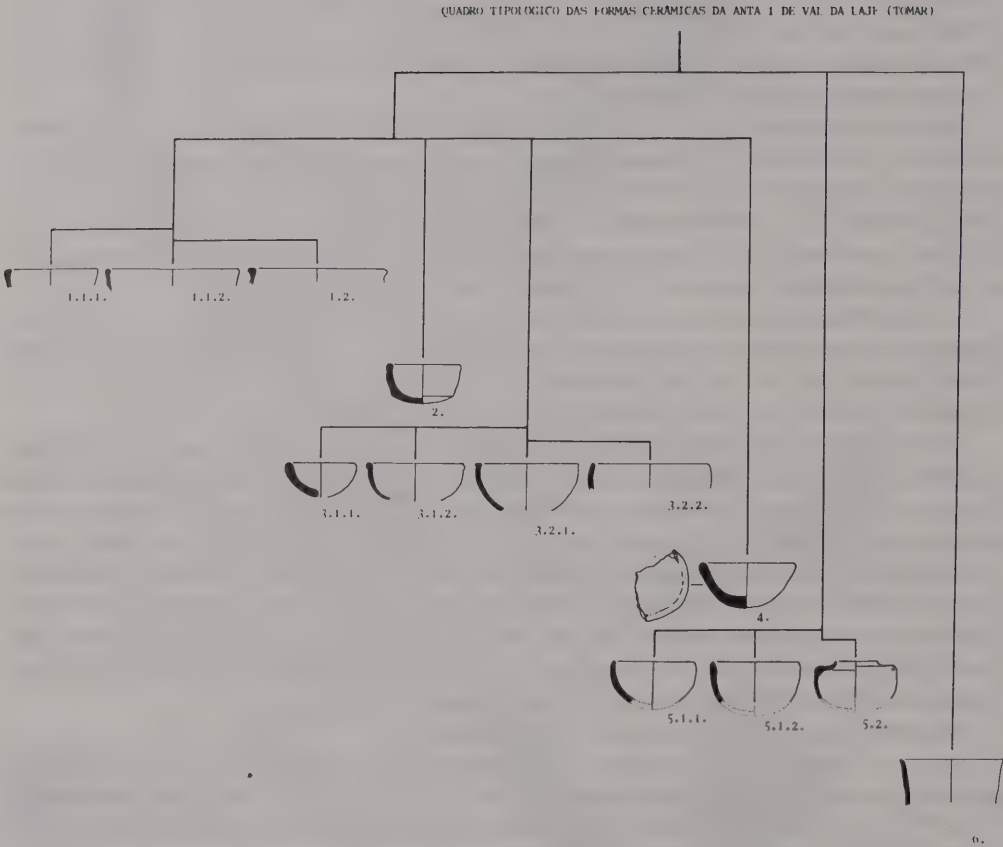 QUADRO TIPOLOGICO DAS FORMAS CERÂMICAS DA ANTA 1 DE VAL DA LAJE (TOMAR)
1.1.1. 1.1.2. 1.2.
2.
3.1.1. 3.1.2. 3.2.1. 3.2.2.
4.
5.1.1. 5.1.2. 5.2.
6.